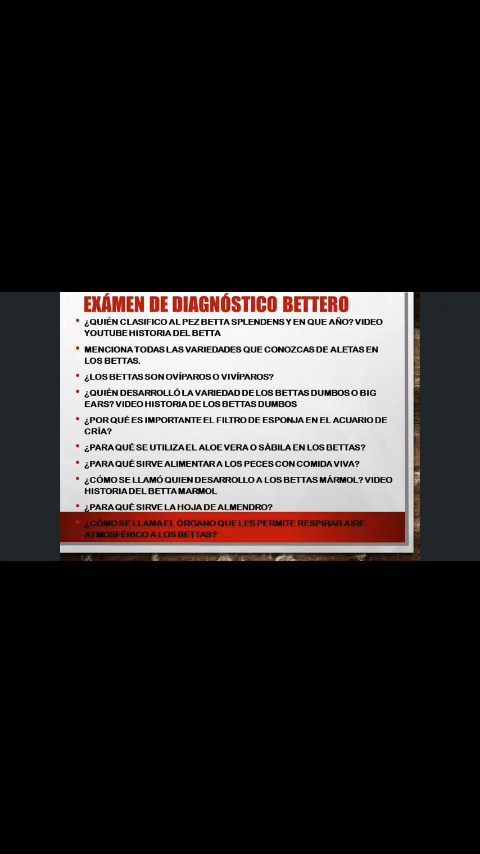 EXÁMEN DE DIAGNÓSTICO BETTERO
• ¿QUIÉN CLASIFICO AL PEZ BETTA SPLENDENS Y EN QUE AÑO? VIDEO
YOUTUBE HISTORIA DEL BETTA
• MENCIONA TODAS LAS VARIEDADES QUE CONOZCAS DE ALETAS EN
LOS BETTAS.
• ¿LOS BETTAS SON OVÍPAROS O VIVÍPAROS?
• ¿QUIÉN DESARROLLÓ LA VARIEDAD DE LOS BETTAS DUMBOS O BIG
EARS? VIDEO HISTORIA DE LOS BETTAS DUMBOS
• ¿POR QUÉ ES IMPORTANTE EL FILTRO DE ESPONJA EN EL ACUARIO DE
CRÍA?
• ¿PARA QUÉ SE UTILIZA EL ALOE VERA O SÁBILA EN LOS BETTAS?
• ¿PARA QUÉ SIRVE ALIMENTAR A LOS PECES CON COMIDA VIVA?
• ¿CÓMO SE LLAMÓ QUIEN DESARROLLO A LOS BETTAS MÁRMOL? VIDEO
HISTORIA DEL BETTA MARMOL
• ¿PARA QUÉ SIRVE LA HOJA DE ALMENDRO?
• ¿CÓMO SE LLAMA EL ÓRGANO QUE LES PERMITE RESPIRAR AIRE
ATMOSFÉRICO A LOS BETTAS?